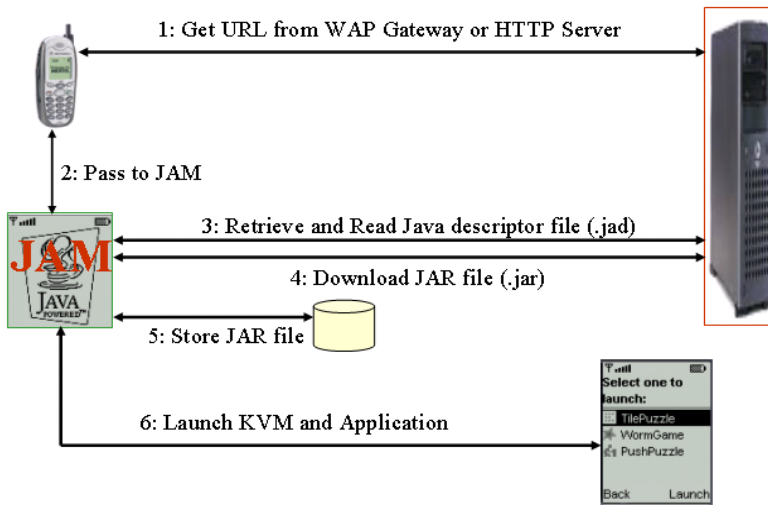 1: Get URL from WAP Gateway or HTTP Server
2: Pass to JAM
3: Retrieve and Read Java descriptor file (.jad)
JAM
4: Download JAR file (.jar)
JAVA
POWERED™
5: Store JAR file
Select one to
launch:
TilePuzzle
6: Launch KVM and Application
WormGame
PushPuzzle
Back Launch